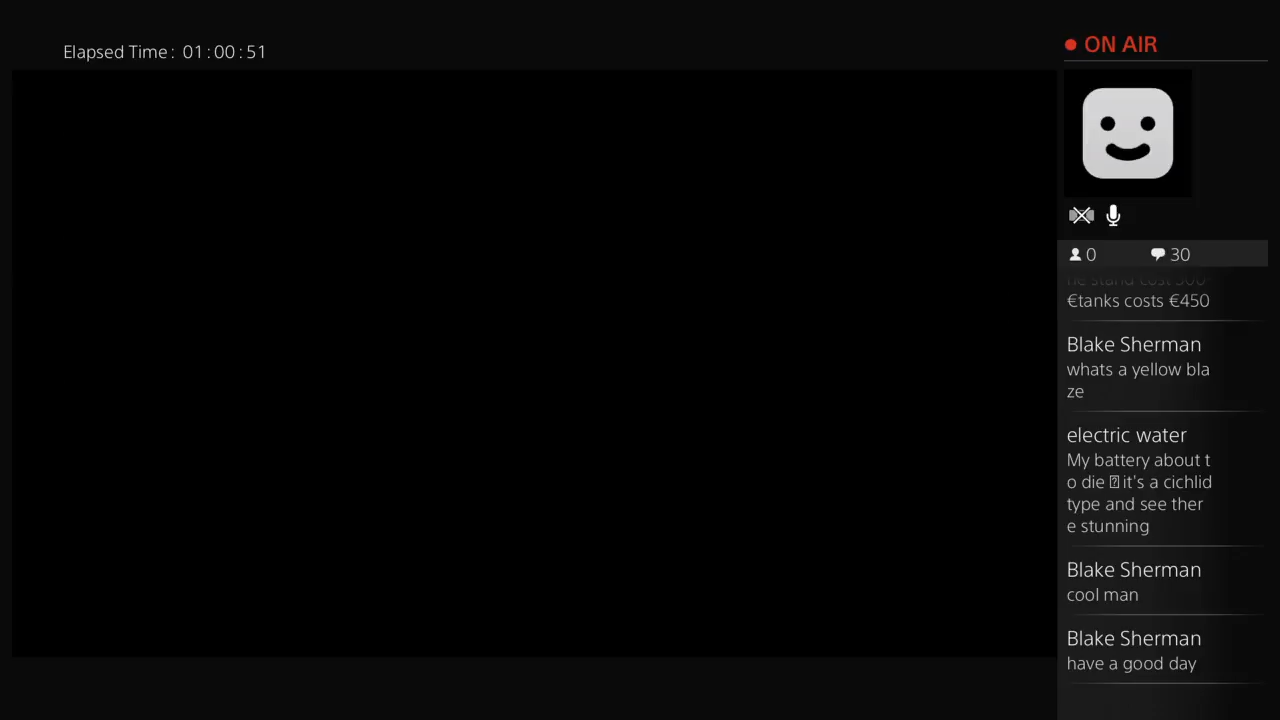 Elapsed Time: 01:00:51
ON AIR
0 30
€tanks costs €450
Blake Sherman
whats a yellow bla
ze
electric water
My battery about t
o die it's a cichlid
type and see ther
e stunning
Blake Sherman
cool man
Blake Sherman
have a good day